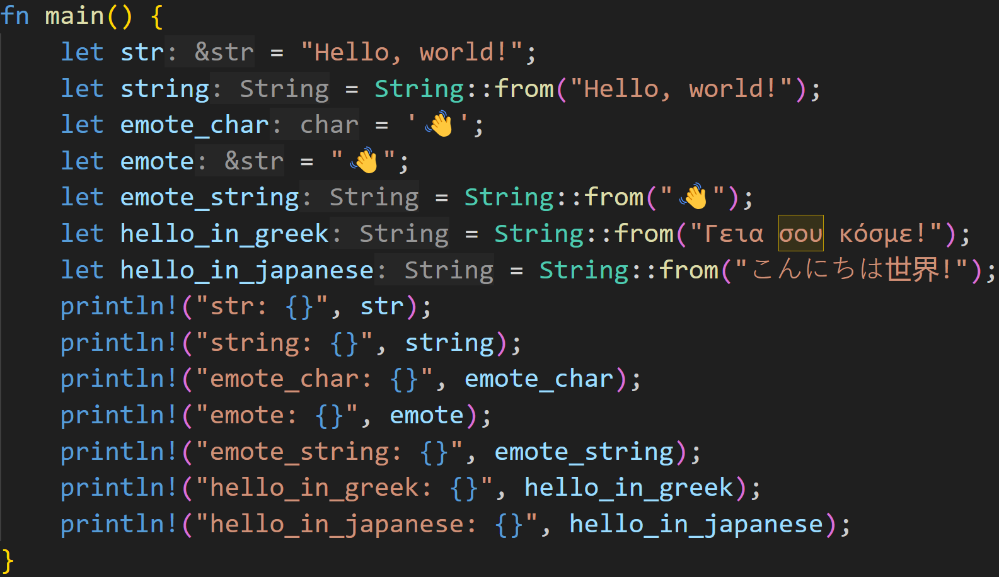 fn main() {
    let str: &str = "Hello, world!";
    let string: String = String::from("Hello, world!");
    let emote_char: char = '👋';
    let emote: &str = "👋";
    let emote_string: String = String::from("👋");
    let hello_in_greek: String = String::from("Γεια σου κόσμε!");
    let hello_in_japanese: String = String::from("こんにちは世界!");
    println!("str: {}", str);
    println!("string: {}", string);
    println!("emote_char: {}", emote_char);
    println!("emote: {}", emote);
    println!("emote_string: {}", emote_string);
    println!("hello_in_greek: {}", hello_in_greek);
    println!("hello_in_japanese: {}", hello_in_japanese);
}